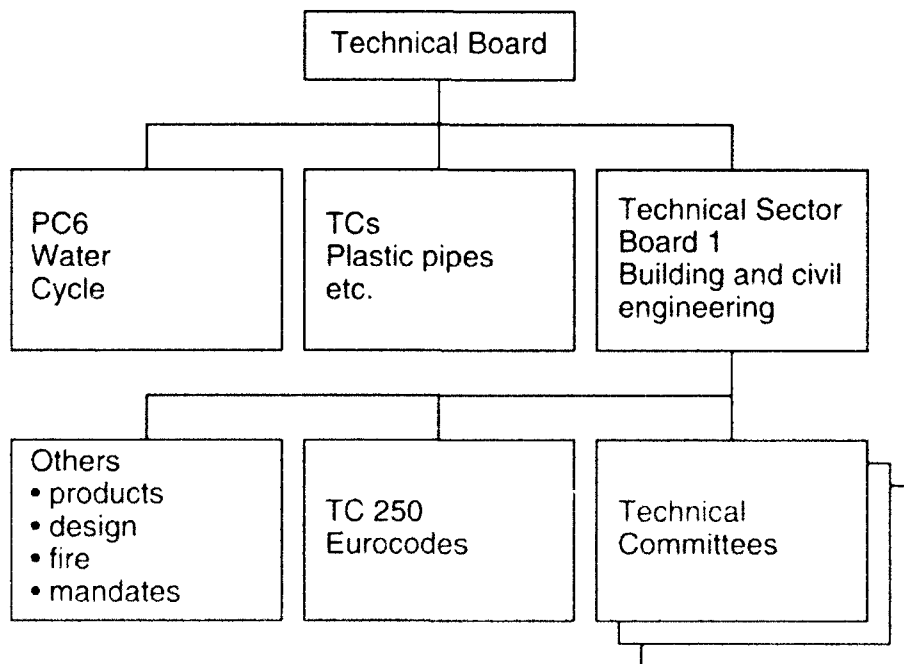 Technical Board
PC6
Water
Cycle
TCs
Plastic pipes
etc.
Technical Sector
Board 1
Building and civil
engineering
Others
• products
• design
• fire
• mandates
TC 250
Eurocodes
Technical
Committees